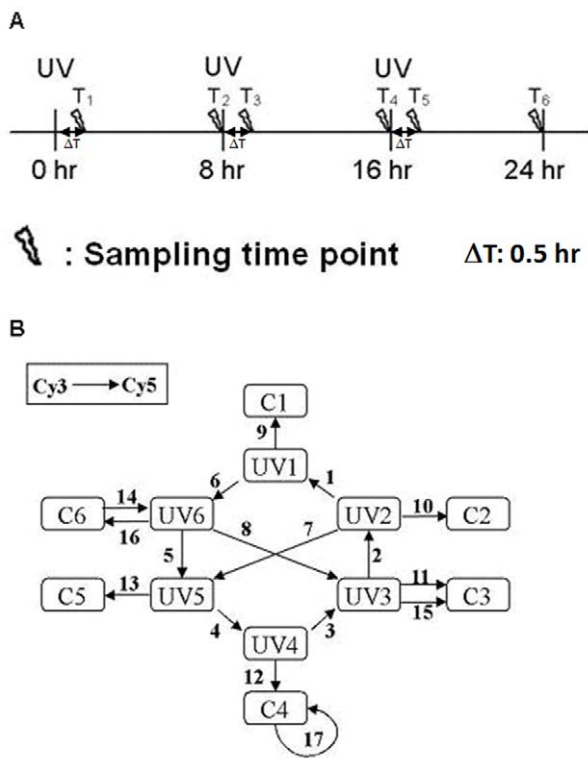 A
UV UV UV
T1 T2 T3 T4 T5 T6
ΔT ΔT ΔT
0 hr 8 hr 16 hr 24 hr
: Sampling time point ΔT: 0.5 hr
B
Cy3 Cy5
C1
9
UV1
6 1
C6 14 16 UV6 8 7 UV2 10 C2
5 2
C5 13 UV5 UV3 11 15 C3
4 3
UV4
12
C4
17